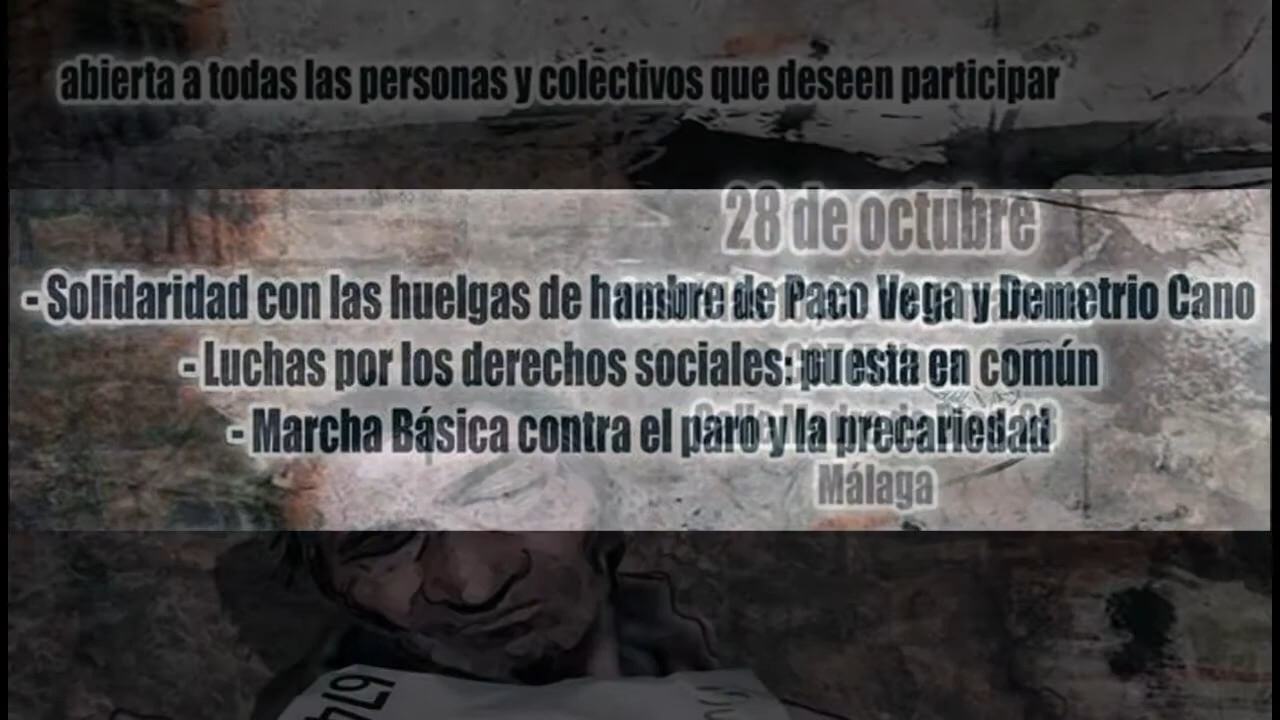 abierta a todas las personas y colectivos que deseen participar
28 de octubre
- Solidaridad con las huelgas de hambre de Paco Vega y Demetrio Cano
- Luchas por los derechos sociales: puesta en común
- Marcha Básica contra el paro y la precariedad
Málaga
674